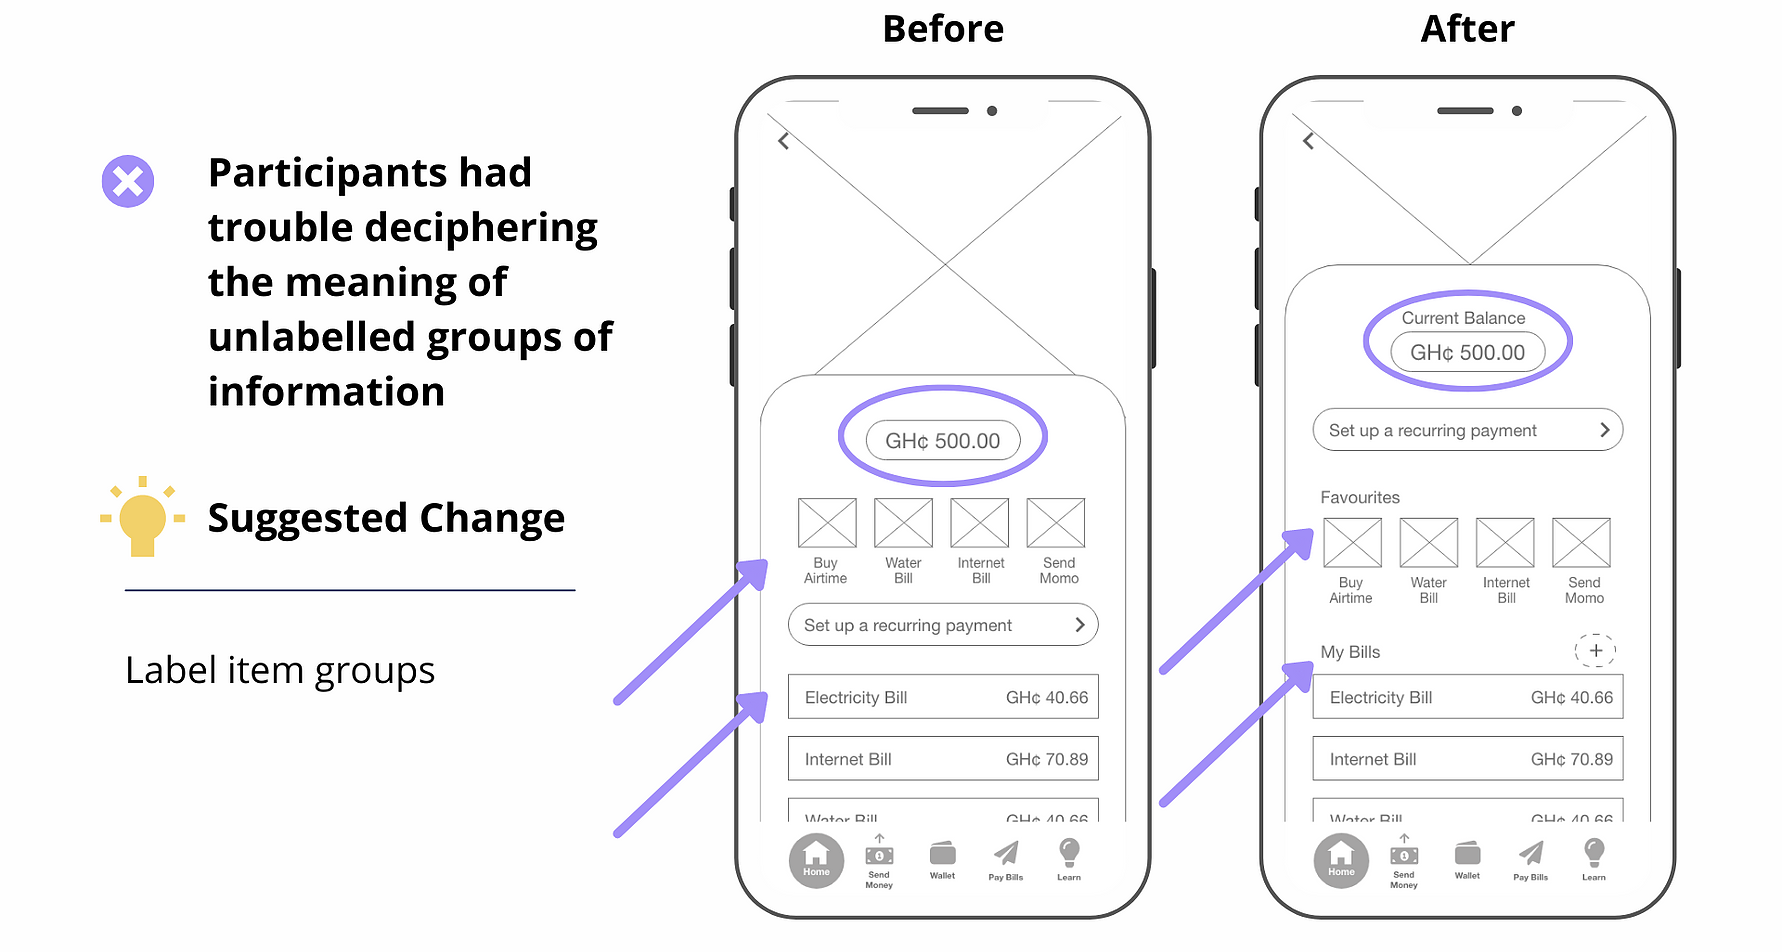 Before
After
Participants had
trouble deciphering
the meaning of
unlabelled groups of
information
Suggested Change
Label item groups
GH¢ 500.00
Buy
Airtime
Water
Bill
Internet
Bill
Send
Momo
Set up a recurring payment
Electricity Bill GH¢ 40.66
Internet Bill GH¢ 70.89
Water Bill GH¢ 40.66
Home
Send
Money
Wallet
Pay Bills
Learn
Current Balance
GH¢ 500.00
Set up a recurring payment
Favourites
Buy
Airtime
Water
Bill
Internet
Bill
Send
Momo
My Bills +
Electricity Bill GH¢ 40.66
Internet Bill GH¢ 70.89
Water Bill GH¢ 40.66
Home
Send
Money
Wallet
Pay Bills
Learn